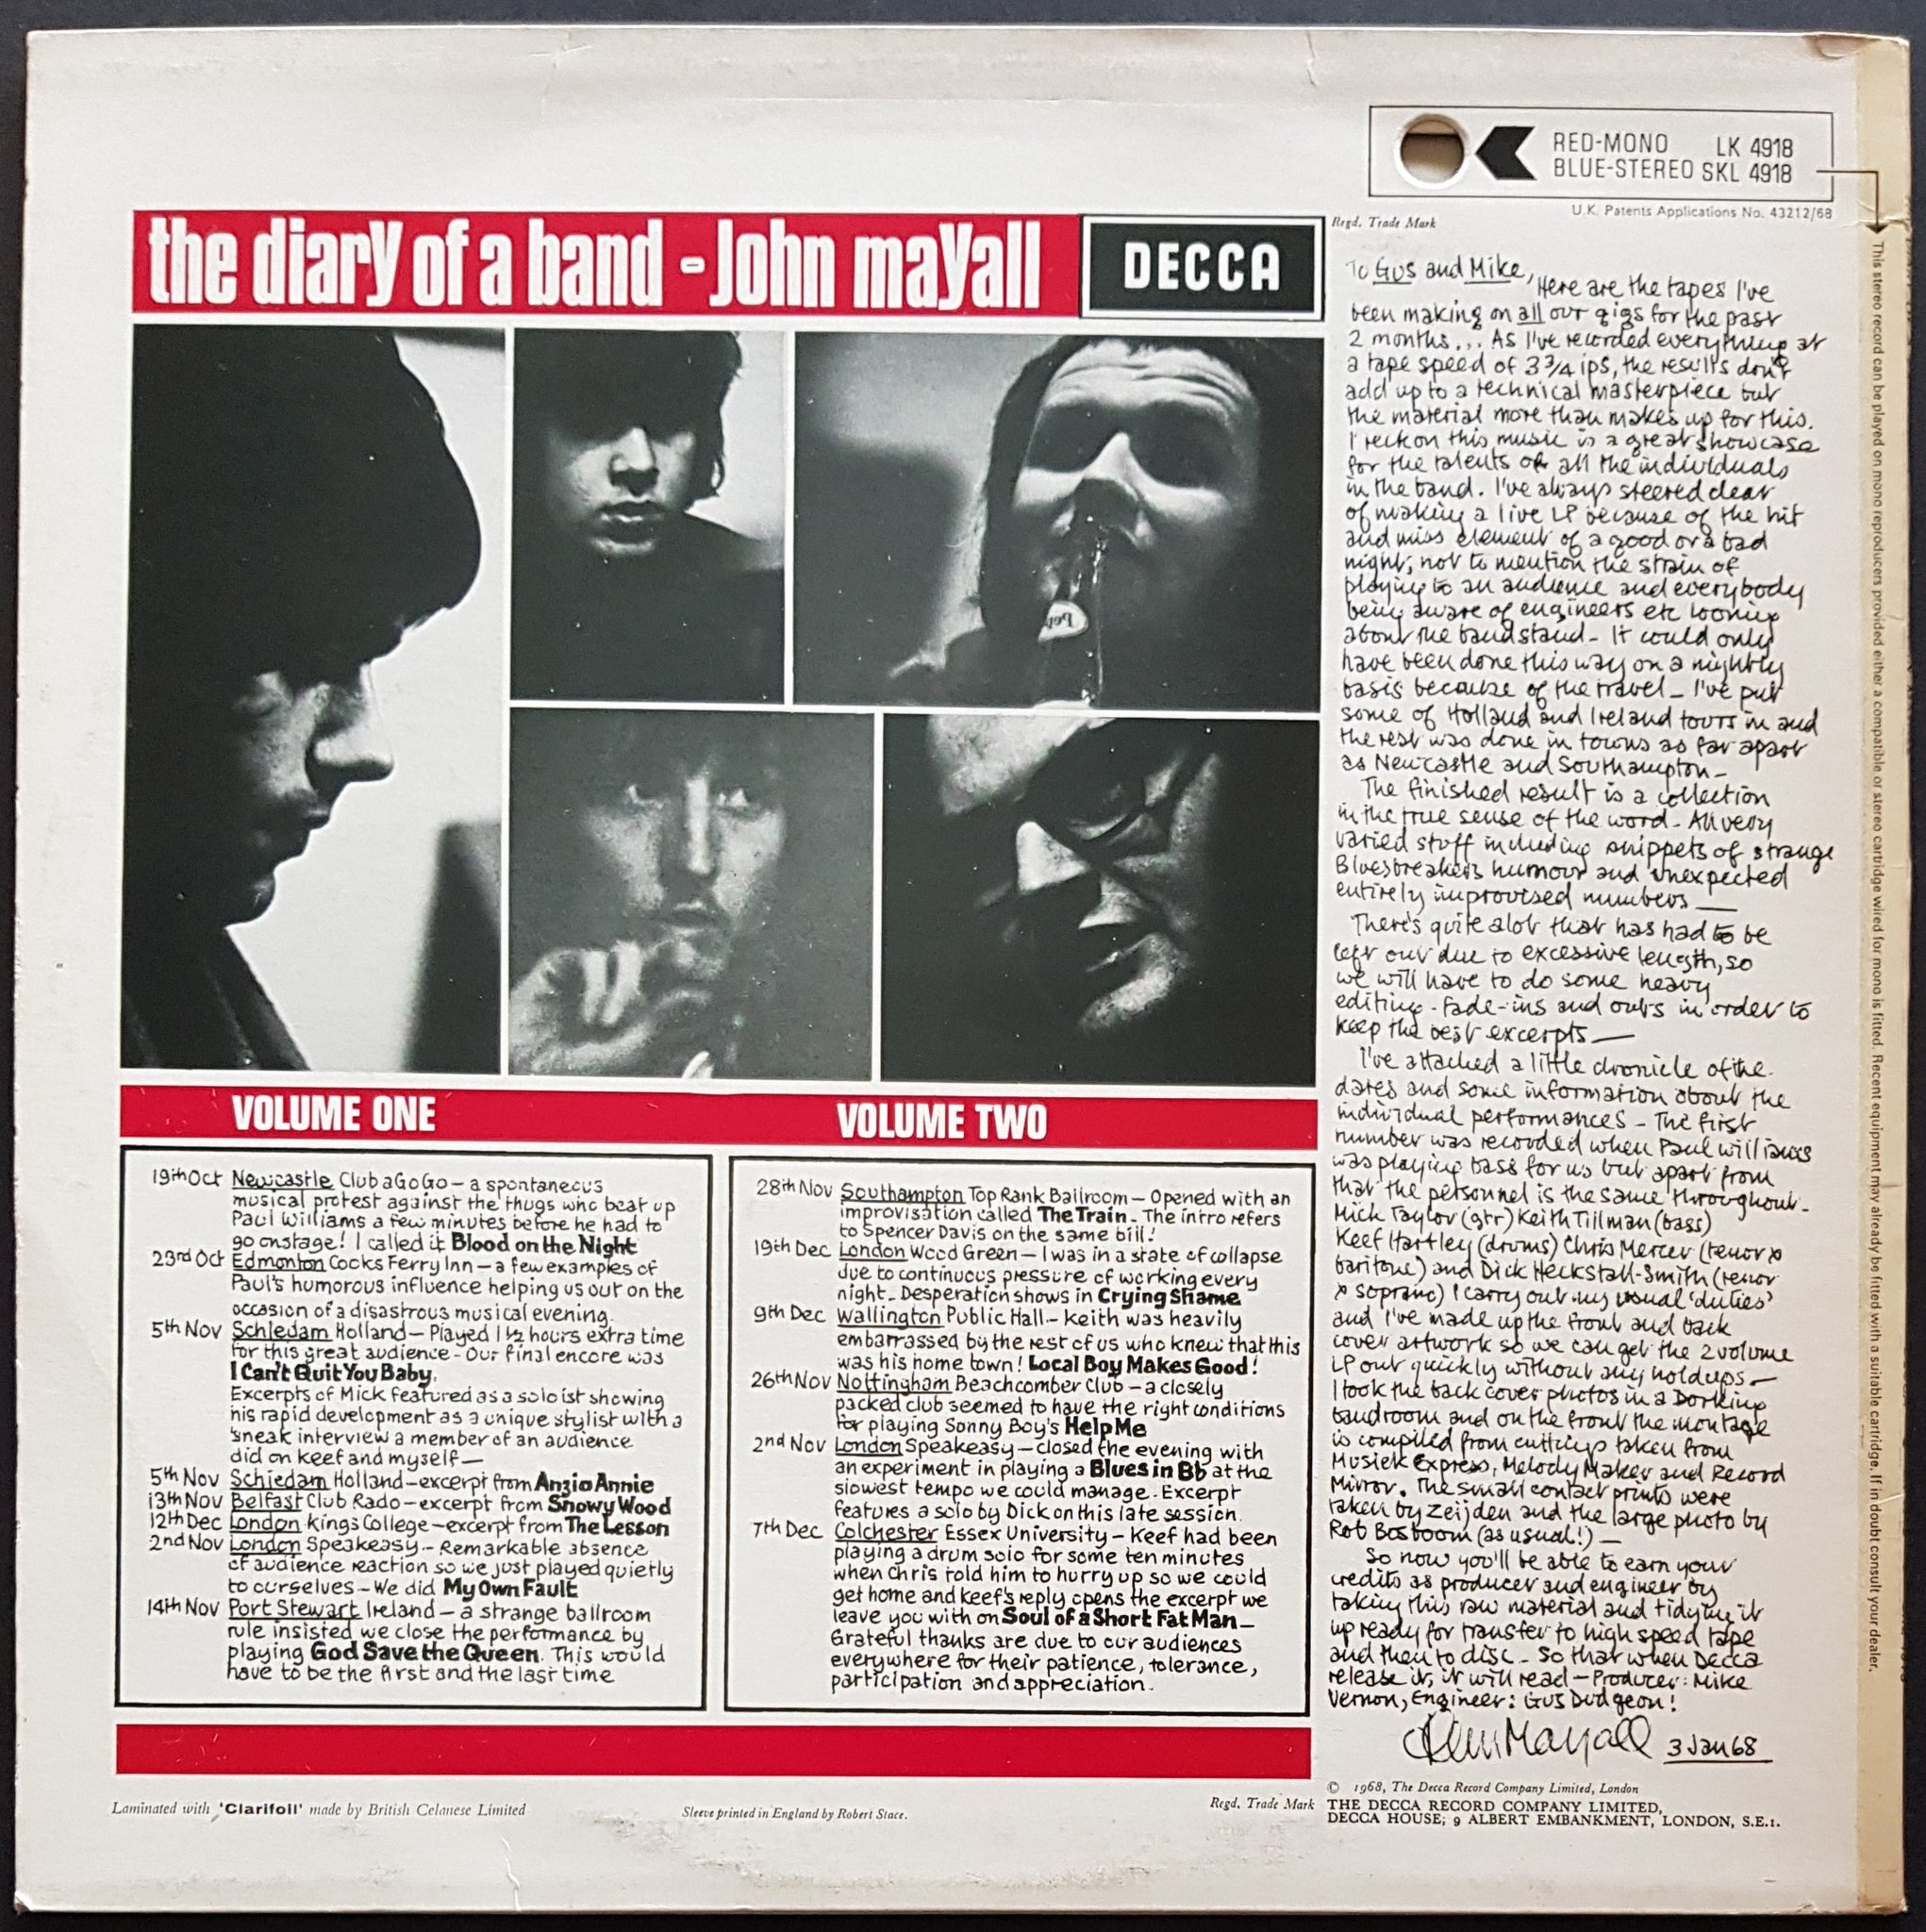 RED-MONO LK 4918
BLUE-STEREO SKL 4918
U.K. Patents Applications No. 43212/68
the diary of a band - John mayall
DECCA
Regd. Trade Mark
To Gus and Mike,
Here are the tapes I've
been making on all our gigs for the past
2 months... As I've recorded everything at
a tape speed of 3¾ ips, the results don't
add up to a technical masterpiece but
the material more than makes up for this.
I reckon this music is a great showcase
for the talents of all the individuals
in the band. I've always steered clear
of making a live LP because of the hit
and miss element of a good or a bad
night; not to mention the strain of
playing to an audience and everybody
being aware of engineers etc looning
about the bandstand - It could only
have been done this way on a nightly
basis because of the travel - I've put
some of Holland and Ireland tours in and
the rest was done in towns as far apart
as Newcastle and Southampton -
The finished result is a collection
in the true sense of the word - All very
varied stuff including snippets of strange
Bluesbreakers humour and unexpected
entirely improvised numbers —
There's quite alot that has had to be
left out due to excessive length, so
we will have to do some heavy
editing - Fade-ins and outs in order to
keep the best excerpts —
I've attached a little chronicle of the
dates and some information about the
individual performances - The first
number was recorded when Paul Williams
was playing bass for us but apart from
that the personnel is the same throughout -
Mick Taylor (gtr) Keith Tillman (bass)
Keef Hartley (drums) Chris Mercer (tenor &
baritone) and Dick Heckstall-Smith (tenor
& soprano) I carry out my usual 'duties'
and I've made up the front and back
cover artwork so we can get the 2 volume
LP out quickly without any holdups —
I took the back cover photos in a Dorking
bandroom and on the front the montage
is compiled from cuttings taken from
Musick Express, Melody Maker and Record
Mirror. The small contact prints were
taken by Zeijden and the large photo by
Rob Bosboom (as usual!) —
So now you'll be able to earn your
credits as producer and engineer by
taking this raw material and tidying it
up ready for transfer to high speed tape
and then to disc - So that when Decca
release it, it will read - Producer: Mike
Vernon, Engineer: Gus Dudgeon!
John Mayall 3 Jan 68
This stereo record can be played on mono reproducers provided either a compatible or stereo cartridge wired for mono is fitted. Recent equipment may already be fitted with a suitable cartridge. If in doubt consult your dealer.
VOLUME ONE
19th Oct Newcastle Club aGoGo — a spontaneous
musical protest against the thugs who beat up
Paul Williams a few minutes before he had to
go onstage! I called it Blood on the Night
23rd Oct Edmonton Cocks Ferry Inn — a few examples of
Paul's humorous influence helping us out on the
occasion of a disastrous musical evening.
5th Nov Schiedam Holland — Played 1½ hours extra time
for this great audience - Our final encore was
I Can't Quit You Baby.
Excerpts of Mick featured as a soloist showing
his rapid development as a unique stylist with a
'sneak interview a member of an audience
did on keef and myself —
5th Nov Schiedam Holland - excerpt from Anzio Annie
13th Nov Belfast Club Rado - excerpt from Snowy Wood
12th Dec London Kings College - excerpt from The Lesson
2nd Nov London Speakeasy - Remarkable absence
of audience reaction so we just played quietly
to ourselves - We did My Own Fault
14th Nov Port Stewart Ireland - a strange ballroom
rule insisted we close the performance by
playing God Save the Queen. This would
have to be the first and the last time
VOLUME TWO
28th Nov Southampton Top Rank Ballroom — Opened with an
improvisation called The Train - The intro refers
to Spencer Davis on the same bill!
19th Dec London Wood Green — I was in a state of collapse
due to continuous pressure of working every
night - Desperation shows in Crying Shame
9th Dec Wallington Public Hall - Keith was heavily
embarrassed by the rest of us who knew that this
was his home town! Local Boy Makes Good!
26th Nov Nottingham Beachcomber Club — a closely
packed club seemed to have the right conditions
for playing Sonny Boy's Help Me
2nd Nov London Speakeasy — closed the evening with
an experiment in playing a Blues in Bb at the
slowest tempo we could manage. Excerpt
features a solo by Dick on this late session.
7th Dec Colchester Essex University — Keef had been
playing a drum solo for some ten minutes
when Chris told him to hurry up so we could
get home and keef's reply opens the excerpt we
leave you with on Soul of a Short Fat Man —
Grateful thanks are due to our audiences
everywhere for their patience, tolerance,
participation and appreciation.
Laminated with 'Clarifoil' made by British Celanese Limited
Sleeve printed in England by Robert Stace.
Regd. Trade Mark
© 1968, The Decca Record Company Limited, London
THE DECCA RECORD COMPANY LIMITED,
DECCA HOUSE; 9 ALBERT EMBANKMENT, LONDON, S.E.1.